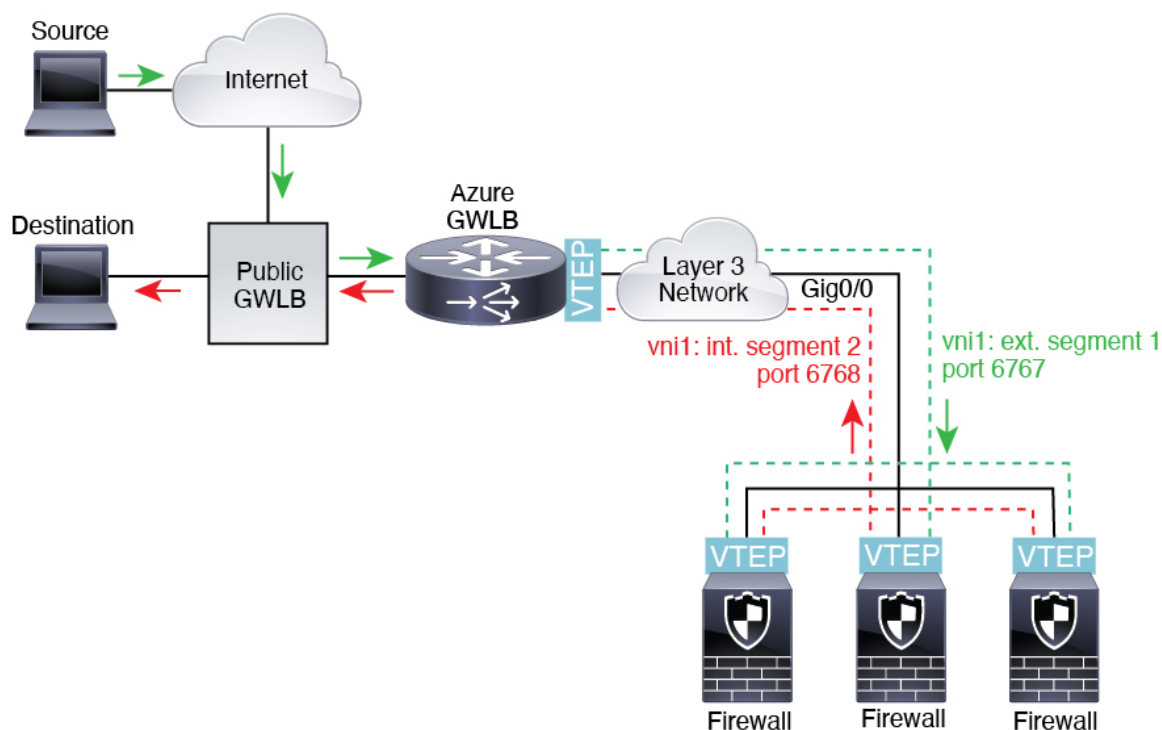 Source
Internet
Azure
GWLB
Destination
Public
GWLB
VTEP
Layer 3
Network
Gig0/0
vni1: int. segment 2
port 6768
vni1: ext. segment 1
port 6767
VTEP
VTEP
VTEP
Firewall
Firewall
Firewall